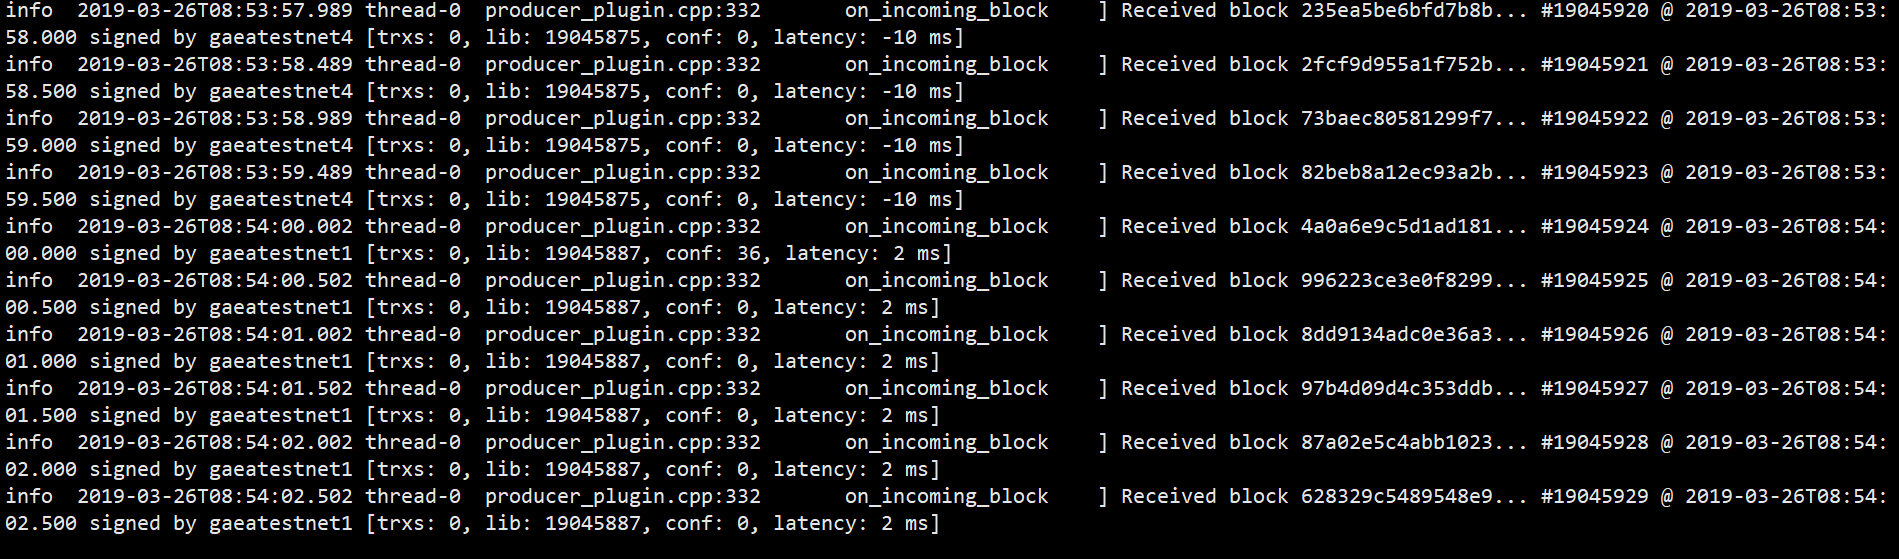 info  2019-03-26T08:53:57.989 thread-0  producer_plugin.cpp:332       on_incoming_block    ] Received block 235ea5be6bfd7b8b... #19045920 @ 2019-03-26T08:53:
58.000 signed by gaeatestnet4 [trxs: 0, lib: 19045875, conf: 0, latency: -10 ms]
info  2019-03-26T08:53:58.489 thread-0  producer_plugin.cpp:332       on_incoming_block    ] Received block 2fcf9d955a1f752b... #19045921 @ 2019-03-26T08:53:
58.500 signed by gaeatestnet4 [trxs: 0, lib: 19045875, conf: 0, latency: -10 ms]
info  2019-03-26T08:53:58.989 thread-0  producer_plugin.cpp:332       on_incoming_block    ] Received block 73baec80581299f7... #19045922 @ 2019-03-26T08:53:
59.000 signed by gaeatestnet4 [trxs: 0, lib: 19045875, conf: 0, latency: -10 ms]
info  2019-03-26T08:53:59.489 thread-0  producer_plugin.cpp:332       on_incoming_block    ] Received block 82beb8a12ec93a2b... #19045923 @ 2019-03-26T08:53:
59.500 signed by gaeatestnet4 [trxs: 0, lib: 19045875, conf: 0, latency: -10 ms]
info  2019-03-26T08:54:00.002 thread-0  producer_plugin.cpp:332       on_incoming_block    ] Received block 4a0a6e9c5d1ad181... #19045924 @ 2019-03-26T08:54:
00.000 signed by gaeatestnet1 [trxs: 0, lib: 19045887, conf: 36, latency: 2 ms]
info  2019-03-26T08:54:00.502 thread-0  producer_plugin.cpp:332       on_incoming_block    ] Received block 996223ce3e0f8299... #19045925 @ 2019-03-26T08:54:
00.500 signed by gaeatestnet1 [trxs: 0, lib: 19045887, conf: 0, latency: 2 ms]
info  2019-03-26T08:54:01.002 thread-0  producer_plugin.cpp:332       on_incoming_block    ] Received block 8dd9134adc0e36a3... #19045926 @ 2019-03-26T08:54:
01.000 signed by gaeatestnet1 [trxs: 0, lib: 19045887, conf: 0, latency: 2 ms]
info  2019-03-26T08:54:01.502 thread-0  producer_plugin.cpp:332       on_incoming_block    ] Received block 97b4d09d4c353ddb... #19045927 @ 2019-03-26T08:54:
01.500 signed by gaeatestnet1 [trxs: 0, lib: 19045887, conf: 0, latency: 2 ms]
info  2019-03-26T08:54:02.002 thread-0  producer_plugin.cpp:332       on_incoming_block    ] Received block 87a02e5c4abb1023... #19045928 @ 2019-03-26T08:54:
02.000 signed by gaeatestnet1 [trxs: 0, lib: 19045887, conf: 0, latency: 2 ms]
info  2019-03-26T08:54:02.502 thread-0  producer_plugin.cpp:332       on_incoming_block    ] Received block 628329c5489548e9... #19045929 @ 2019-03-26T08:54:
02.500 signed by gaeatestnet1 [trxs: 0, lib: 19045887, conf: 0, latency: 2 ms]